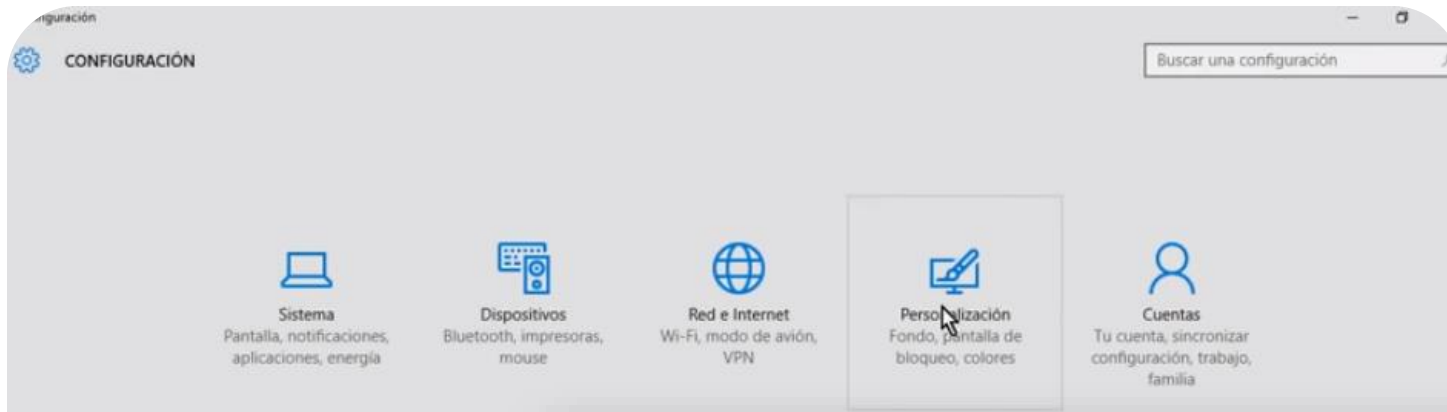 CONFIGURACIÓN
Buscar una configuración
Sistema
Pantalla, notificaciones,
aplicaciones, energía
Dispositivos
Bluetooth, impresoras,
mouse
Red e Internet
Wi-Fi, modo de avión,
VPN
Personalización
Fondo, pantalla de
bloqueo, colores
Cuentas
Tu cuenta, sincronizar
configuración, trabajo,
familia